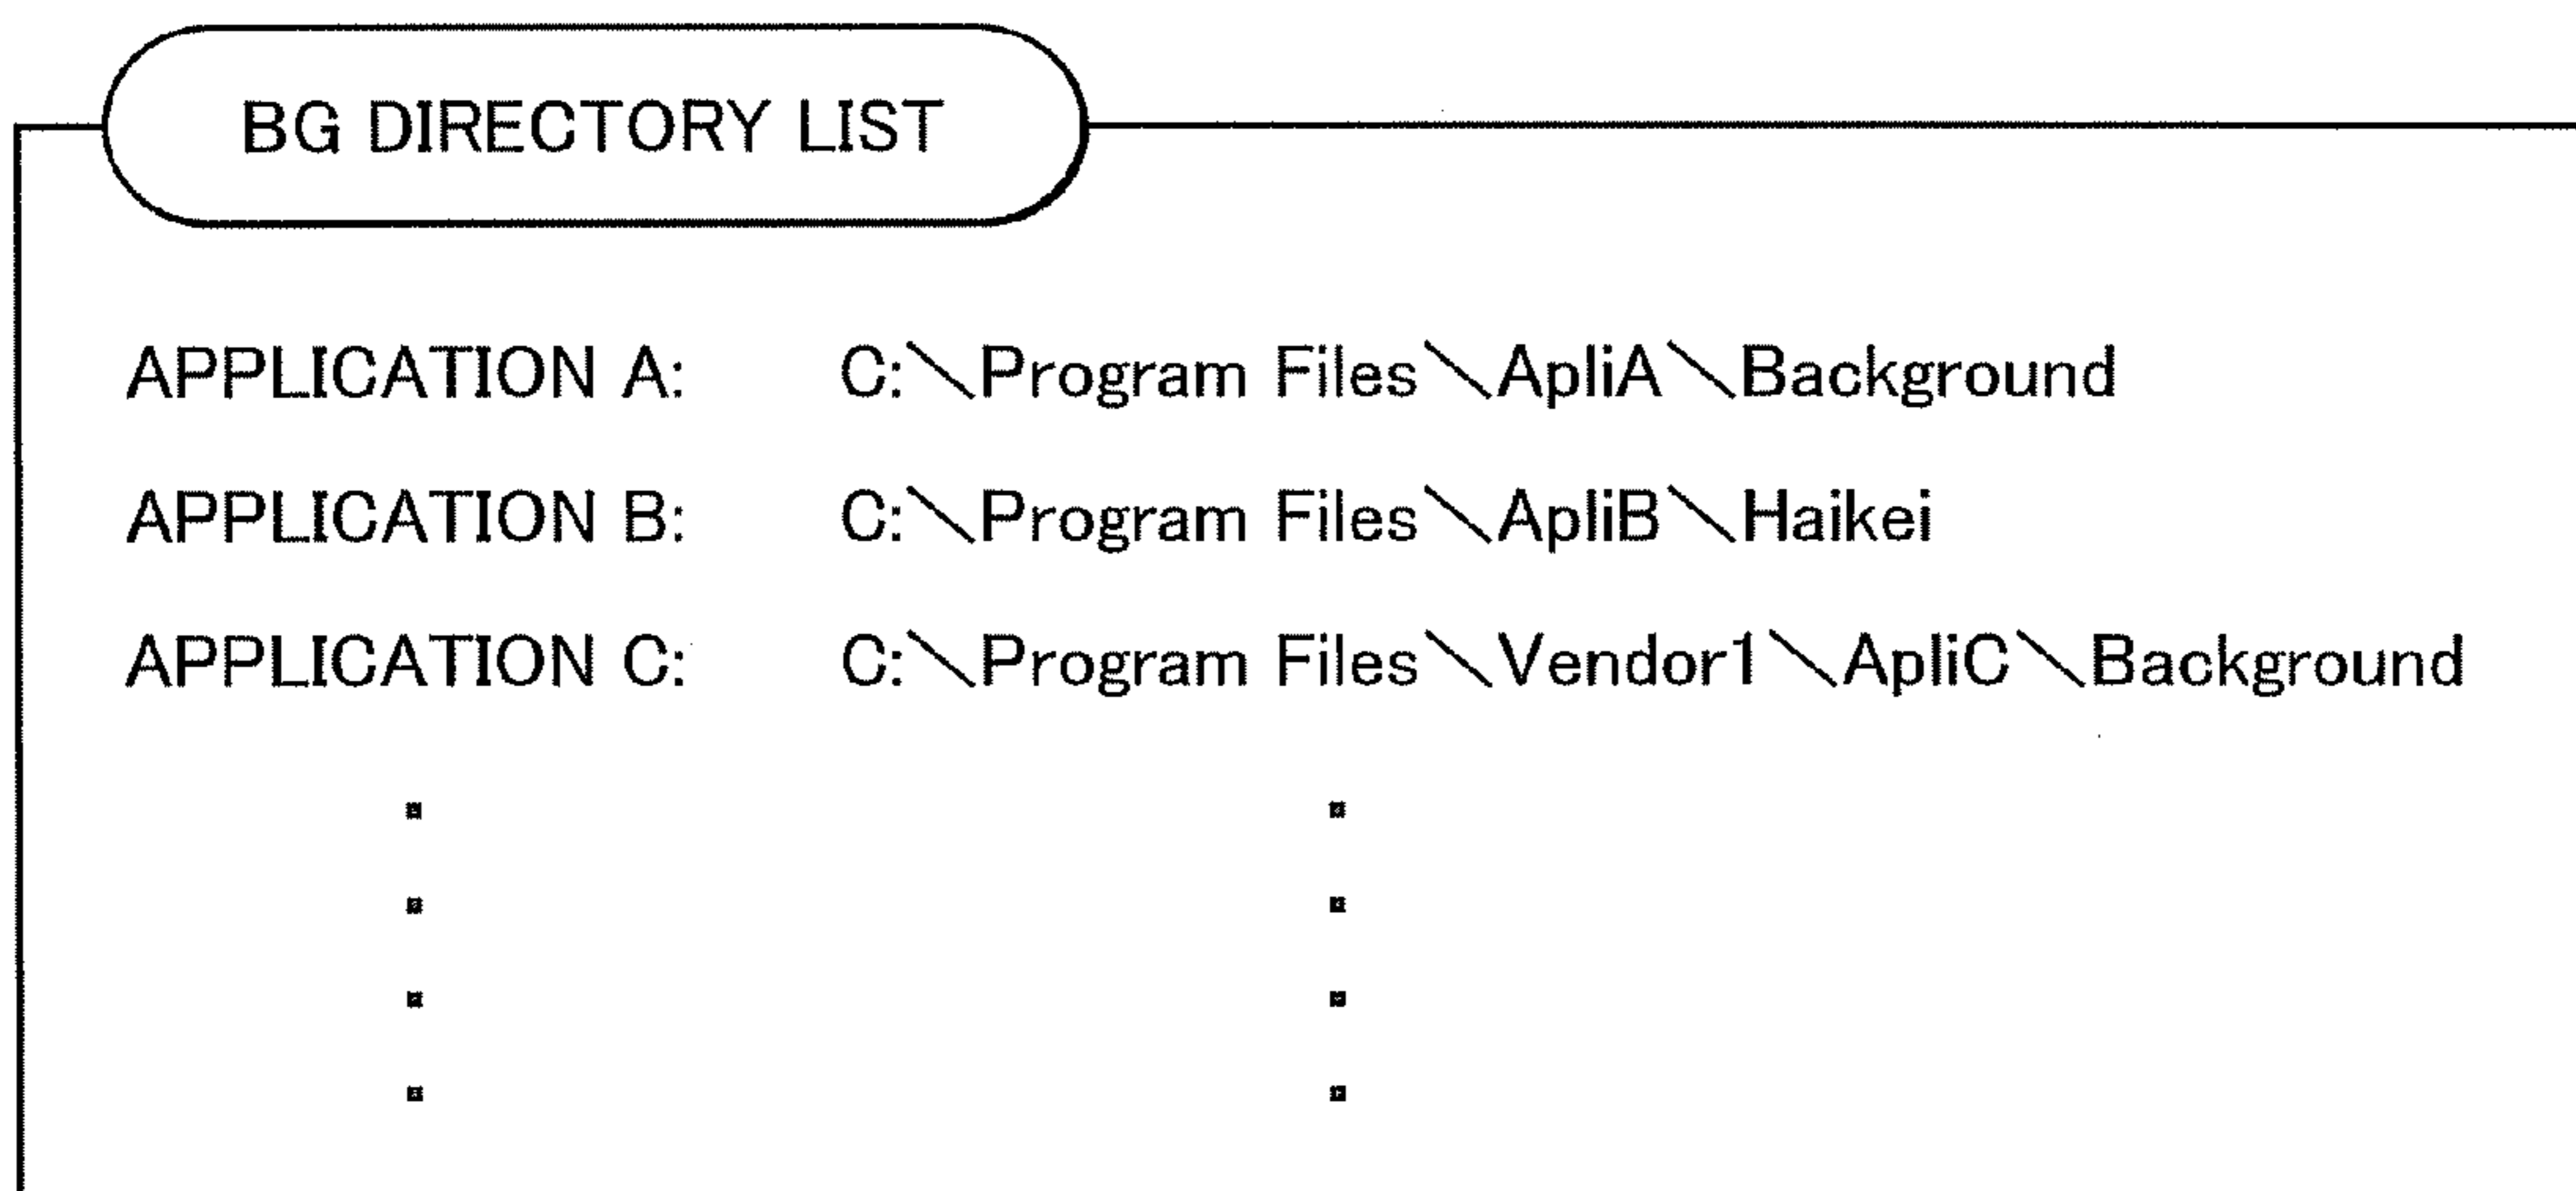 BG DIRECTORY LIST
APPLICATION A: C:\Program Files\ApliA\Background
APPLICATION B: C:\Program Files\ApliB\Haikei
APPLICATION C: C:\Program Files\Vendor1\ApliC\Background